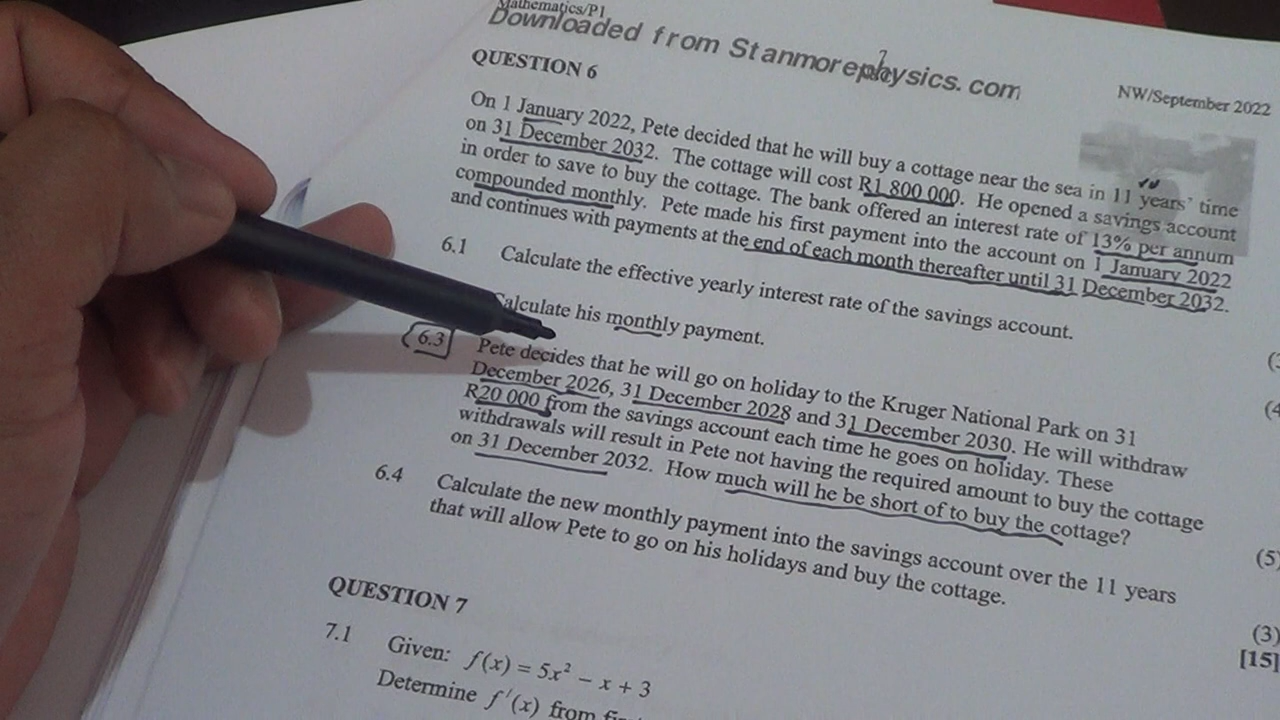 Mathematics/P1
Downloaded from Stanmorephysics.com
7
NW/September 2022
QUESTION 6
On 1 January 2022, Pete decided that he will buy a cottage near the sea in 11 years' time
on 31 December 2032. The cottage will cost R1 800 000. He opened a savings account
in order to save to buy the cottage. The bank offered an interest rate of 13% per annum
compounded monthly. Pete made his first payment into the account on 1 January 2022
and continues with payments at the end of each month thereafter until 31 December 2032.
6.1 Calculate the effective yearly interest rate of the savings account.
Calculate his monthly payment.
(4
6.3 Pete decides that he will go on holiday to the Kruger National Park on 31
December 2026, 31 December 2028 and 31 December 2030. He will withdraw
R20 000 from the savings account each time he goes on holiday. These
withdrawals will result in Pete not having the required amount to buy the cottage
on 31 December 2032. How much will he be short of to buy the cottage?
(5)
6.4 Calculate the new monthly payment into the savings account over the 11 years
that will allow Pete to go on his holidays and buy the cottage.
(3)
[15]
QUESTION 7
7.1 Given: f(x) = 5x² − x + 3
Determine f'(x) from